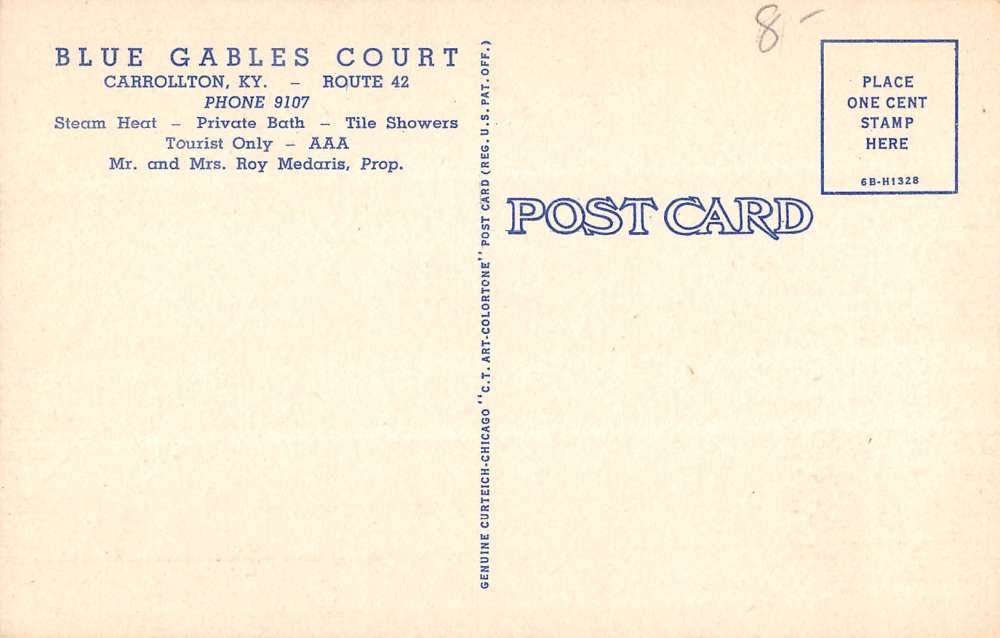 8-
BLUE GABLES COURT
CARROLLTON, KY. – ROUTE 42
PHONE 9107
Steam Heat – Private Bath – Tile Showers
Tourist Only – AAA
Mr. and Mrs. Roy Medaris, Prop.
GENUINE CURTEICH-CHICAGO "C.T. ART-COLORTONE" POST CARD (REG. U.S. PAT. OFF.)
POST CARD
PLACE
ONE CENT
STAMP
HERE
6B-H1328